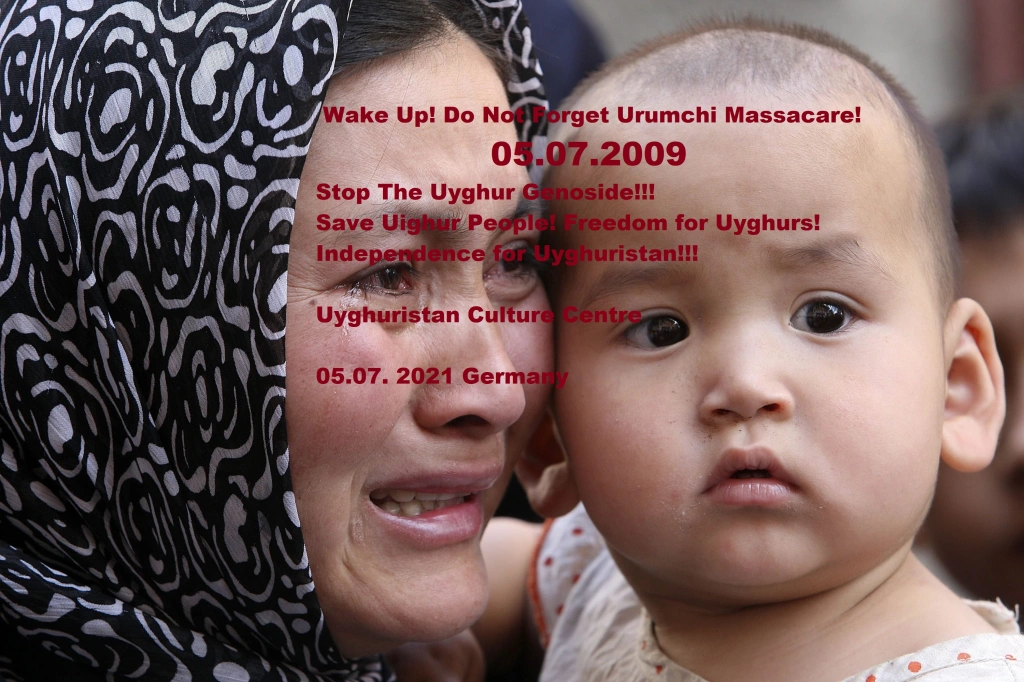 Wake Up! Do Not Forget Urumchi Massacare!
05.07.2009
Stop The Uyghur Genoside!!!
Save Uighur People! Freedom for Uyghurs!
Independence for Uyghuristan!!!
Uyghuristan Culture Centre
05.07. 2021 Germany